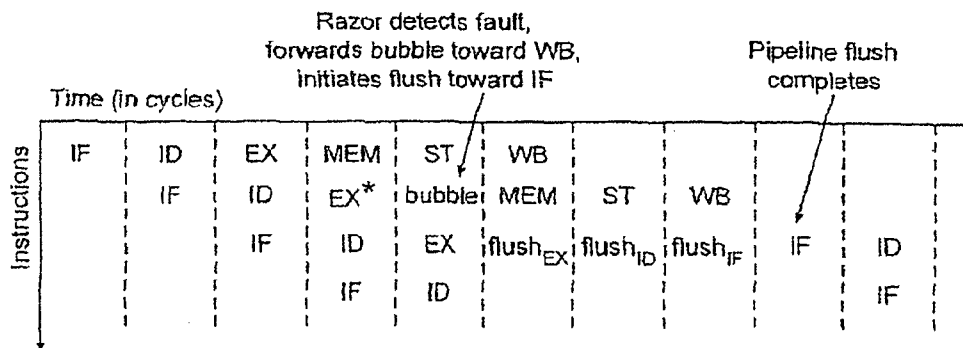 Razor detects fault,
forwards bubble toward WB,
initiates flush toward IF
Pipeline flush
completes
Time (in cycles)
Instructions
IF ID EX MEM ST WB
IF ID EX* bubble MEM ST WB
IF ID EX flushEX flushID flushIF IF ID
IF ID IF